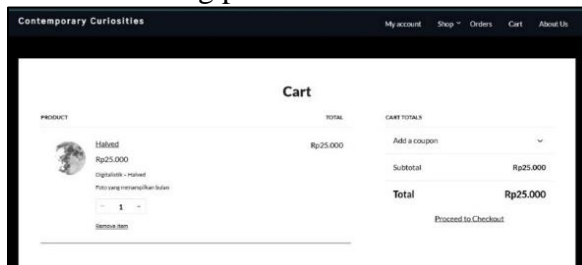 Contemporary Curiosities
My account Shop Orders Cart About Us
Cart
PRODUCT TOTAL
Halved Rp25.000
Rp25.000
Digitalistik - Halved
Foto yang menampilkan bulan
- 1 +
Remove item
CART TOTALS
Add a coupon
Subtotal Rp25.000
Total Rp25.000
Proceed to Checkout